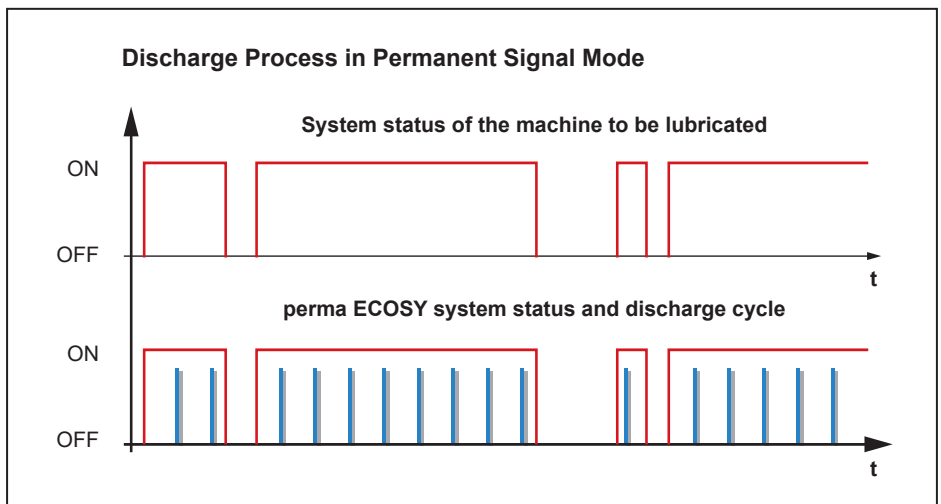 Discharge Process in Permanent Signal Mode
System status of the machine to be lubricated
ON
OFF
t
perma ECOSY system status and discharge cycle
ON
OFF
t